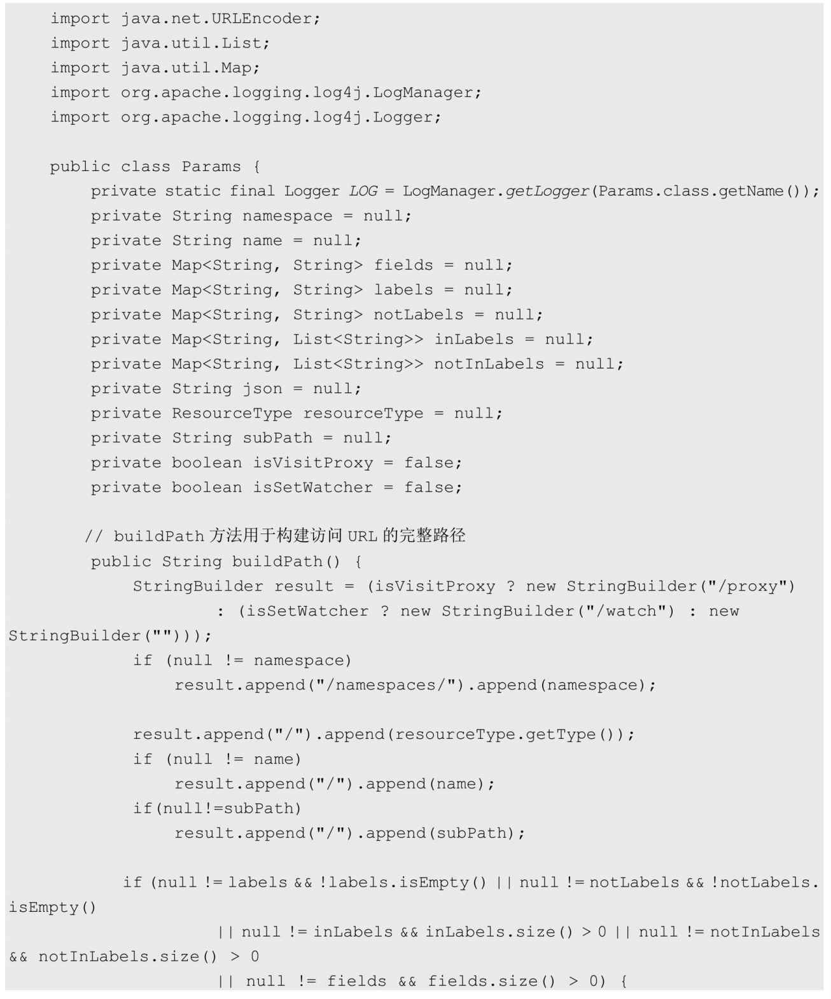 import java.net.URLEncoder;
import java.util.List;
import java.util.Map;
import org.apache.logging.log4j.LogManager;
import org.apache.logging.log4j.Logger;
public class Params {
private static final Logger LOG = LogManager.getLogger(Params.class.getName());
private String namespace = null;
private String name = null;
private Map<String, String> fields = null;
private Map<String, String> labels = null;
private Map<String, String> notLabels = null;
private Map<String, List<String>> inLabels = null;
private Map<String, List<String>> notInLabels = null;
private String json = null;
private ResourceType resourceType = null;
private String subPath = null;
private boolean isVisitProxy = false;
private boolean isSetWatcher = false;
// buildPath 方法用于构建访问 URL 的完整路径
public String buildPath() {
StringBuilder result = (isVisitProxy ? new StringBuilder("/proxy")
: (isSetWatcher ? new StringBuilder("/watch") : new
StringBuilder("")));
if (null != namespace)
result.append("/namespaces/").append(namespace);
result.append("/").append(resourceType.getType());
if (null != name)
result.append("/").append(name);
if(null!=subPath)
result.append("/").append(subPath);
if (null != labels && !labels.isEmpty() || null != notLabels && !notLabels.
isEmpty()
|| null != inLabels && inLabels.size() > 0 || null != notInLabels
&& notInLabels.size() > 0
|| null != fields && fields.size() > 0) {